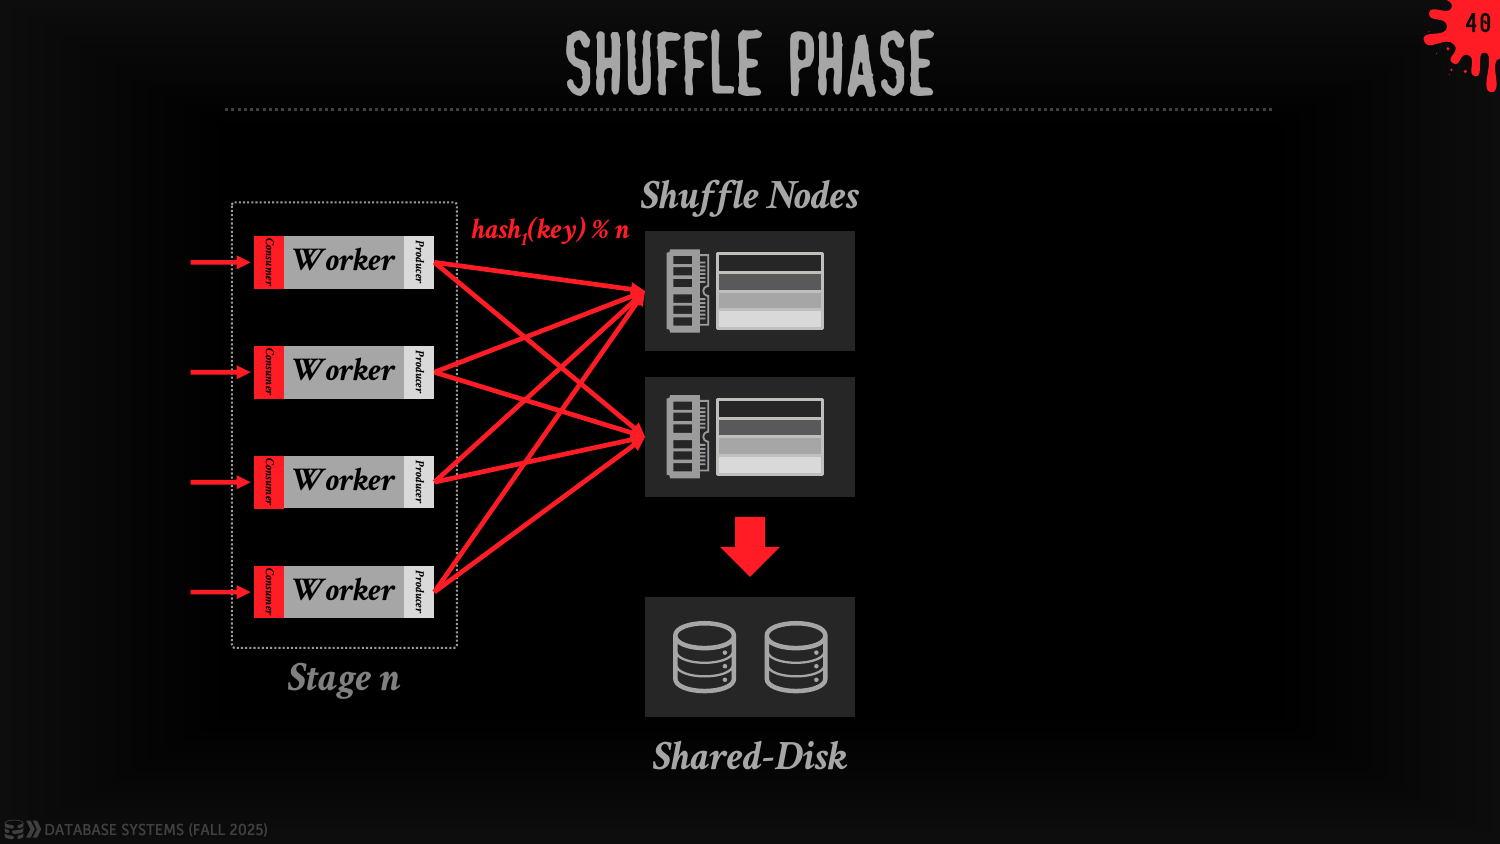 40
SHUFFLE PHASE
Shuffle Nodes
hash1(key) % n
Consumer Worker Producer
Consumer Worker Producer
Consumer Worker Producer
Consumer Worker Producer
Stage n
Shared-Disk
DATABASE SYSTEMS (FALL 2025)